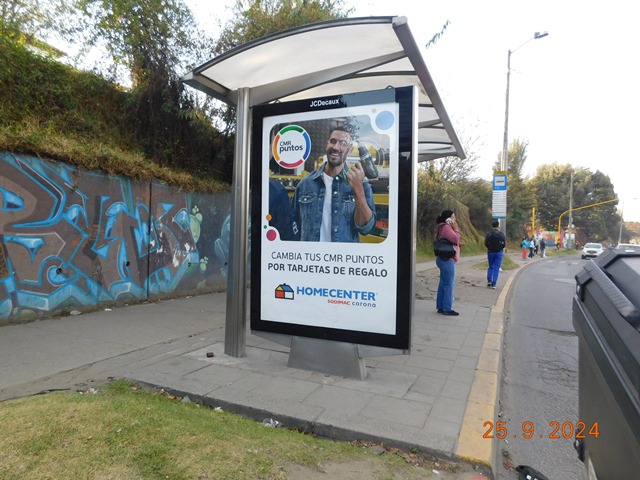 JCDecaux
CMR
puntos
CAMBIA TUS CMR PUNTOS
POR TARJETAS DE REGALO
HOMECENTER
SODIMAC corona
25.9.2024